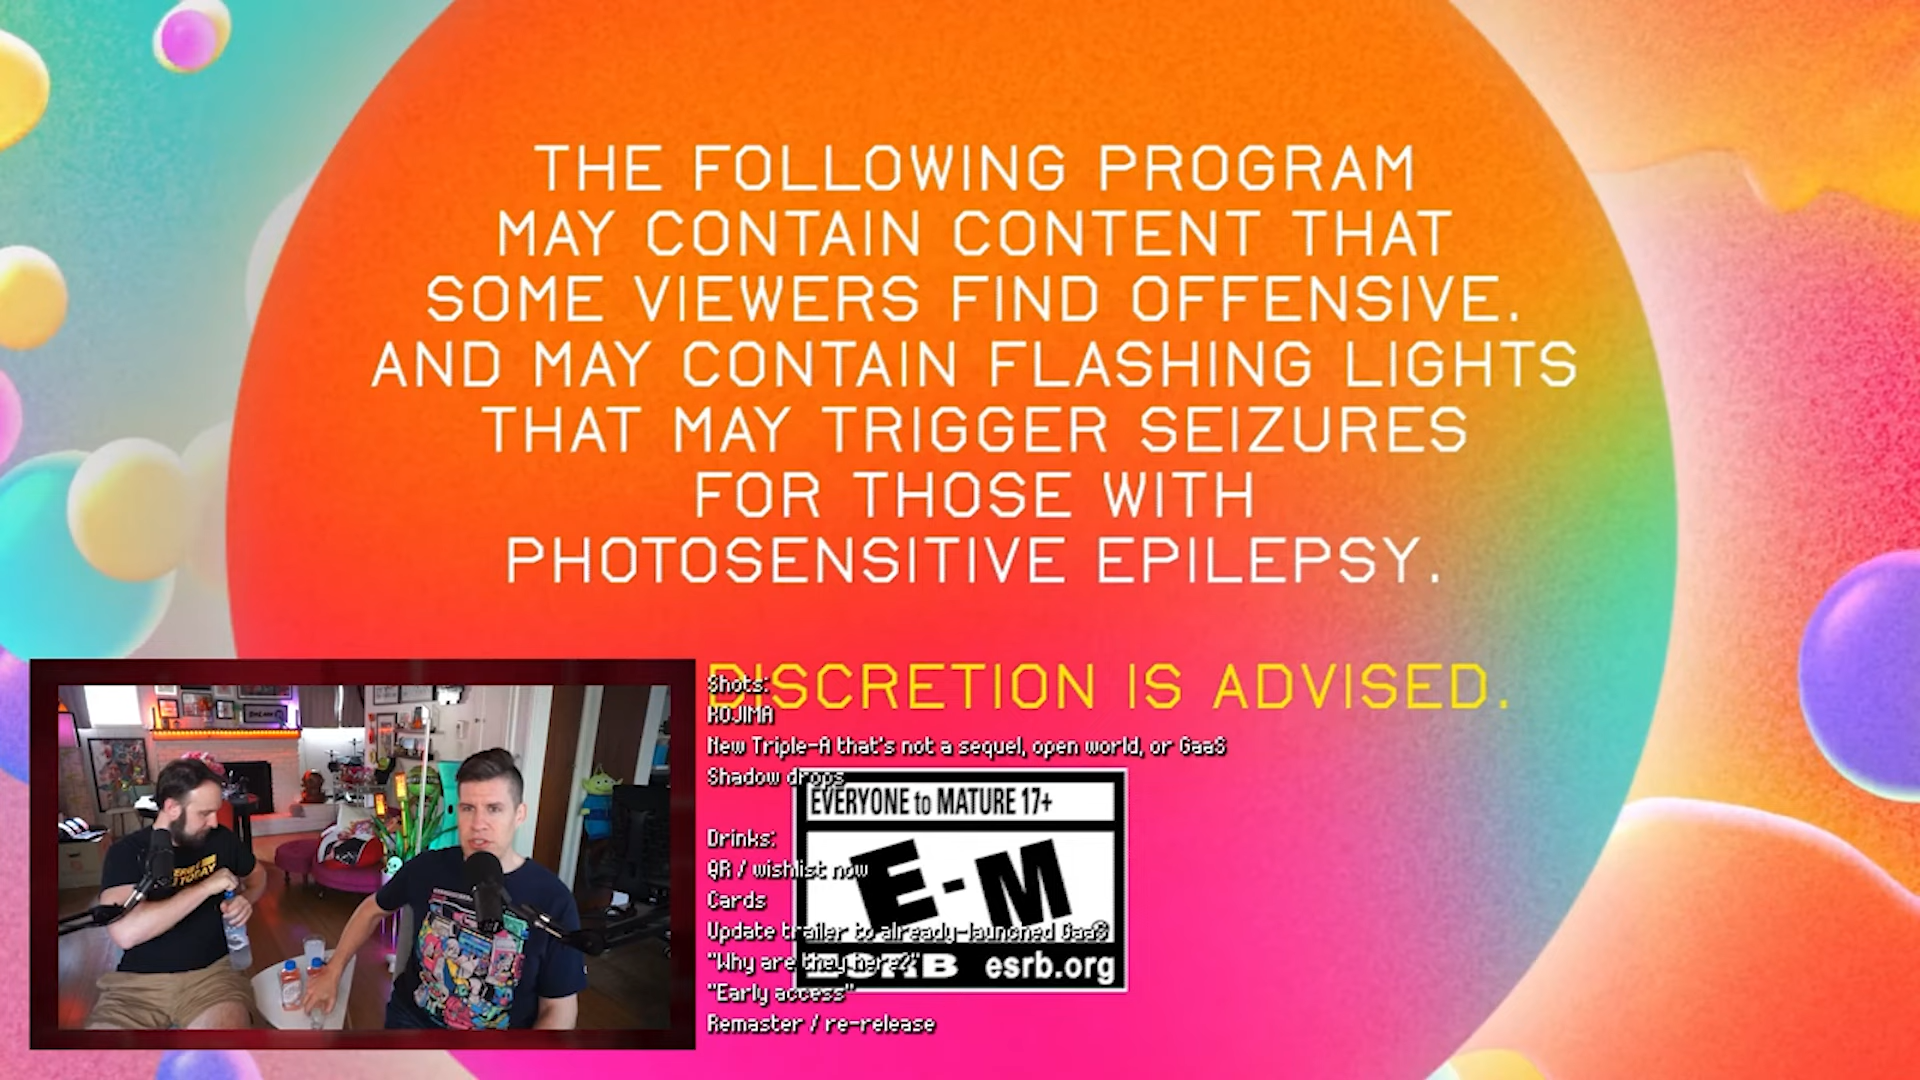 THE FOLLOWING PROGRAM
MAY CONTAIN CONTENT THAT
SOME VIEWERS FIND OFFENSIVE.
AND MAY CONTAIN FLASHING LIGHTS
THAT MAY TRIGGER SEIZURES
FOR THOSE WITH
PHOTOSENSITIVE EPILEPSY.
DISCRETION IS ADVISED.
Shots:
KOJIMA
New Triple-A that's not a sequel, open world, or GaaS
Shadow drops
Drinks:
QR / wishlist now
Cards
Update trailer to already-launched GaaS
"Why are they here?"
"Early access"
Remaster / re-release
EVERYONE to MATURE 17+
E-M
ESRB esrb.org